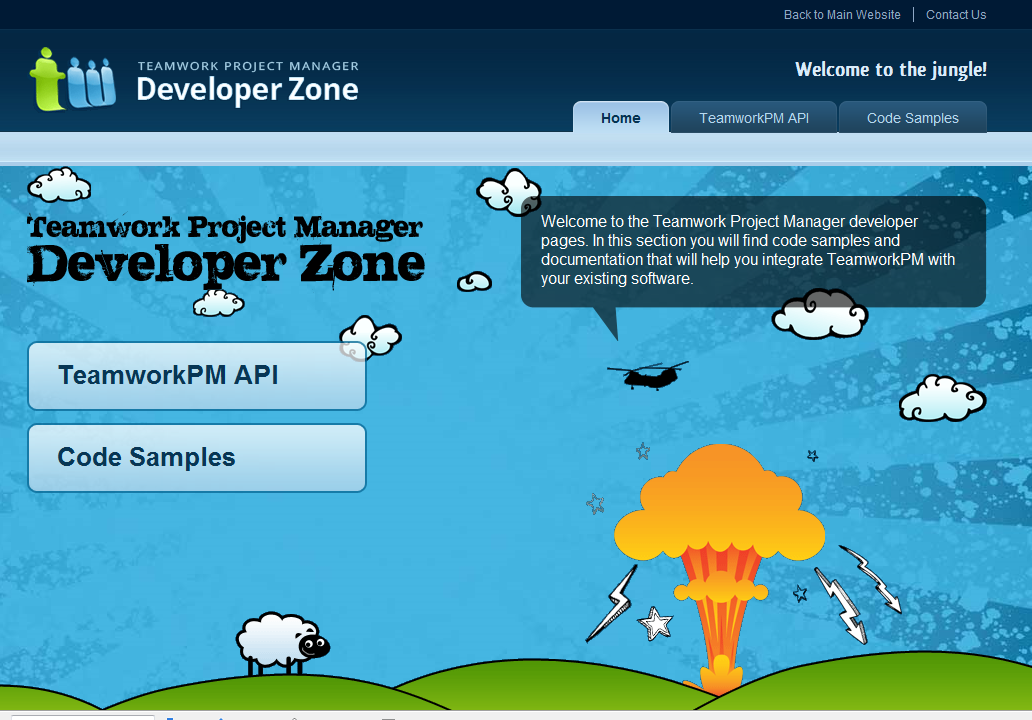 Back to Main Website
Contact Us
tw
TEAMWORK PROJECT MANAGER
Developer Zone
Welcome to the jungle!
Home
TeamworkPM API
Code Samples
Teamwork Project Manager
Developer Zone
Welcome to the Teamwork Project Manager developer
pages. In this section you will find code samples and
documentation that will help you integrate TeamworkPM with
your existing software.
TeamworkPM API
Code Samples